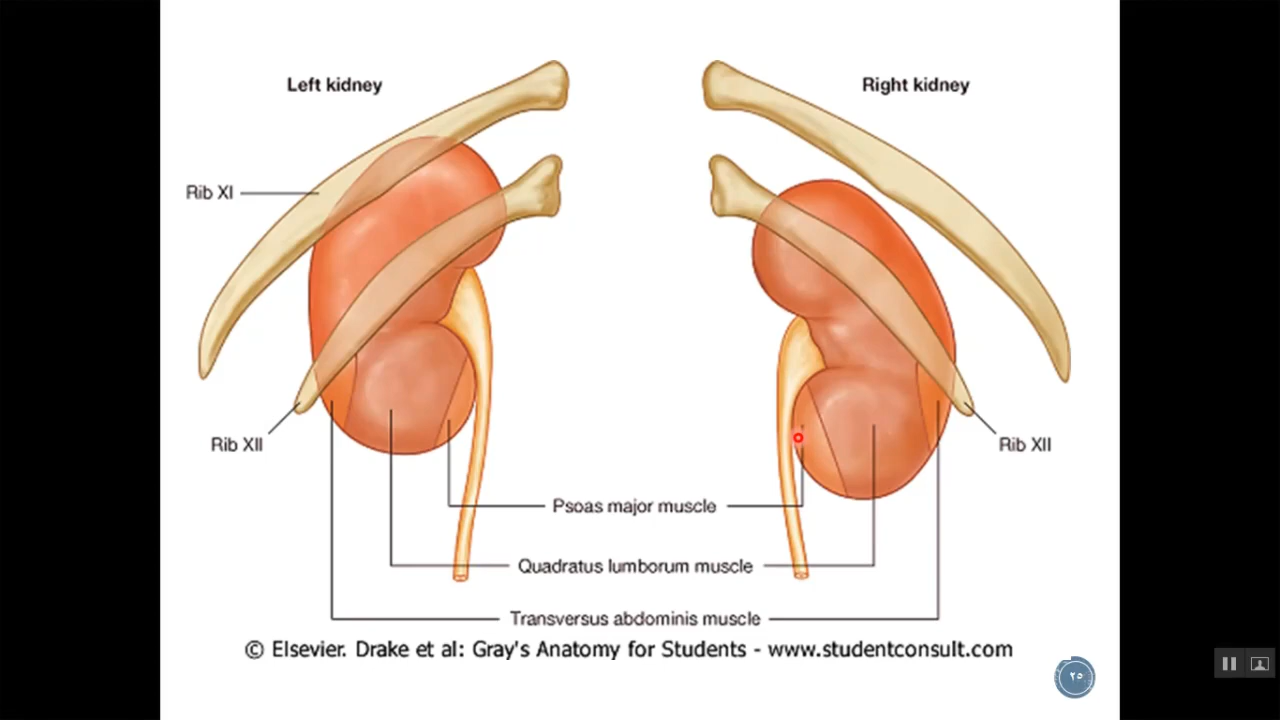 Left kidney
Right kidney
Rib XI
Rib XII
Rib XII
Psoas major muscle
Quadratus lumborum muscle
Transversus abdominis muscle
© Elsevier. Drake et al: Gray's Anatomy for Students - www.studentconsult.com
٢٥